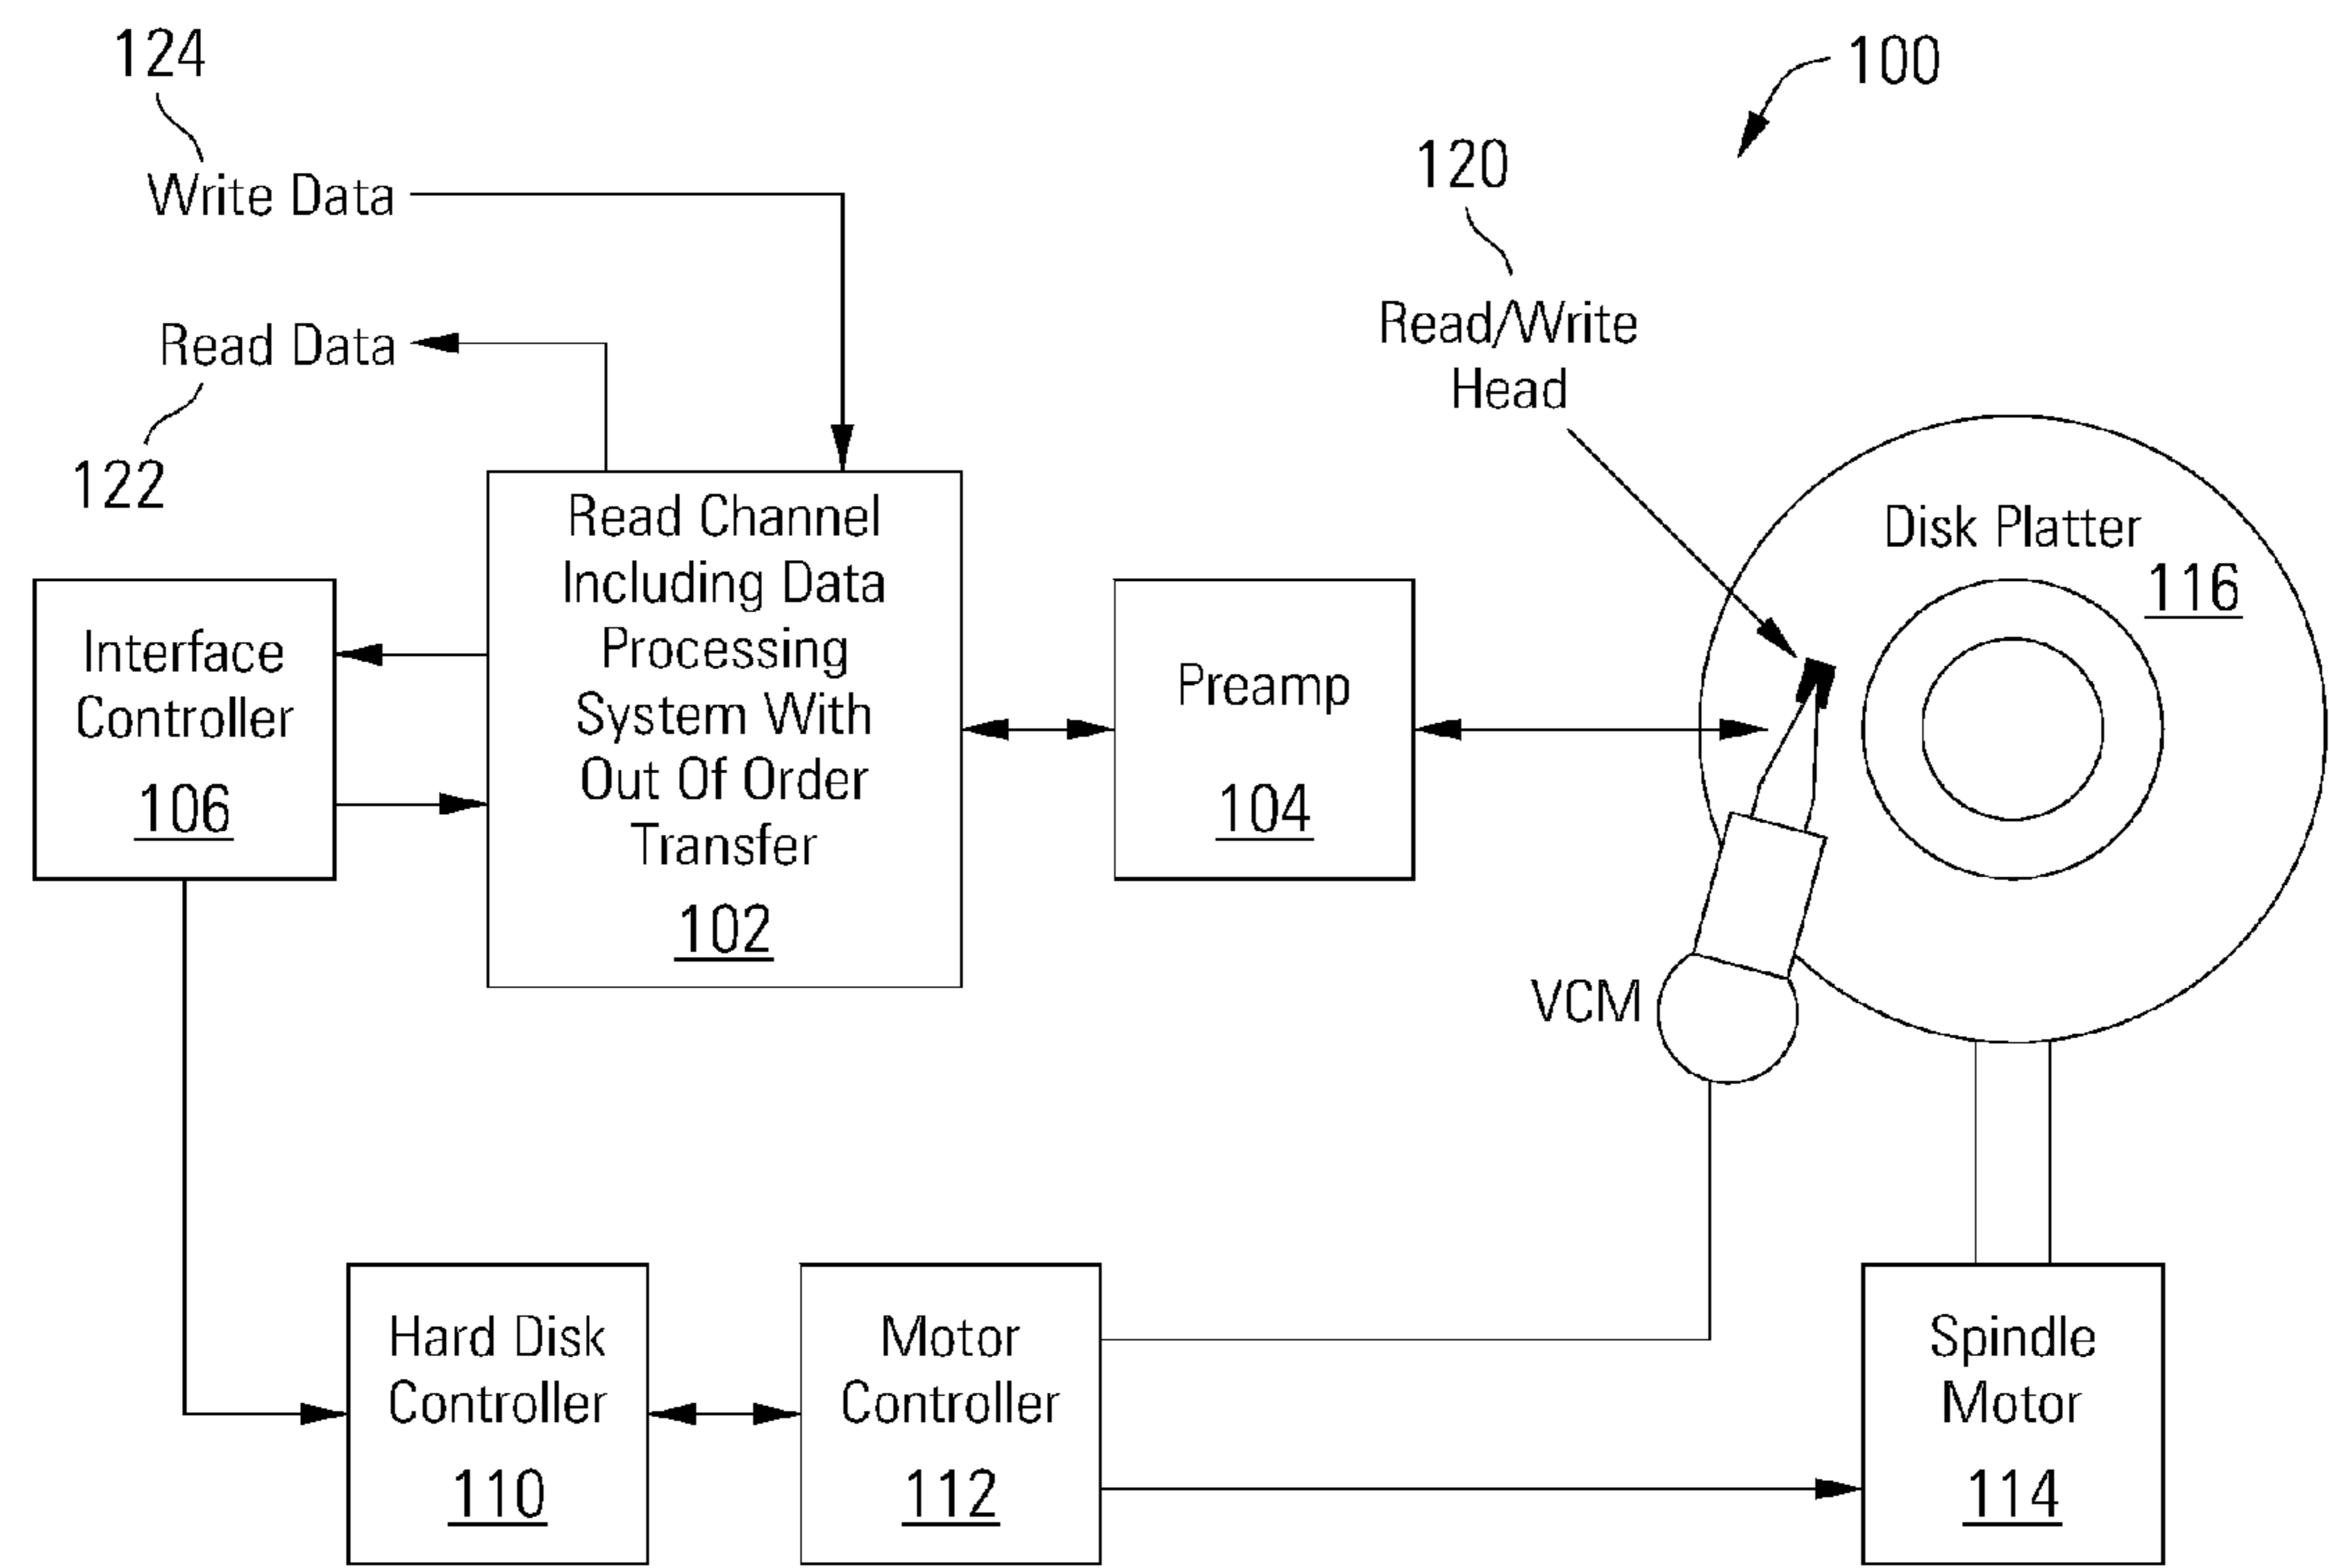 124
Write Data
Read Data
122
100
120
Read/Write
Head
Disk Platter
116
Interface
Controller
106
Read Channel
Including Data
Processing
System With
Out Of Order
Transfer
102
Preamp
104
VCM
Hard Disk
Controller
110
Motor
Controller
112
Spindle
Motor
114